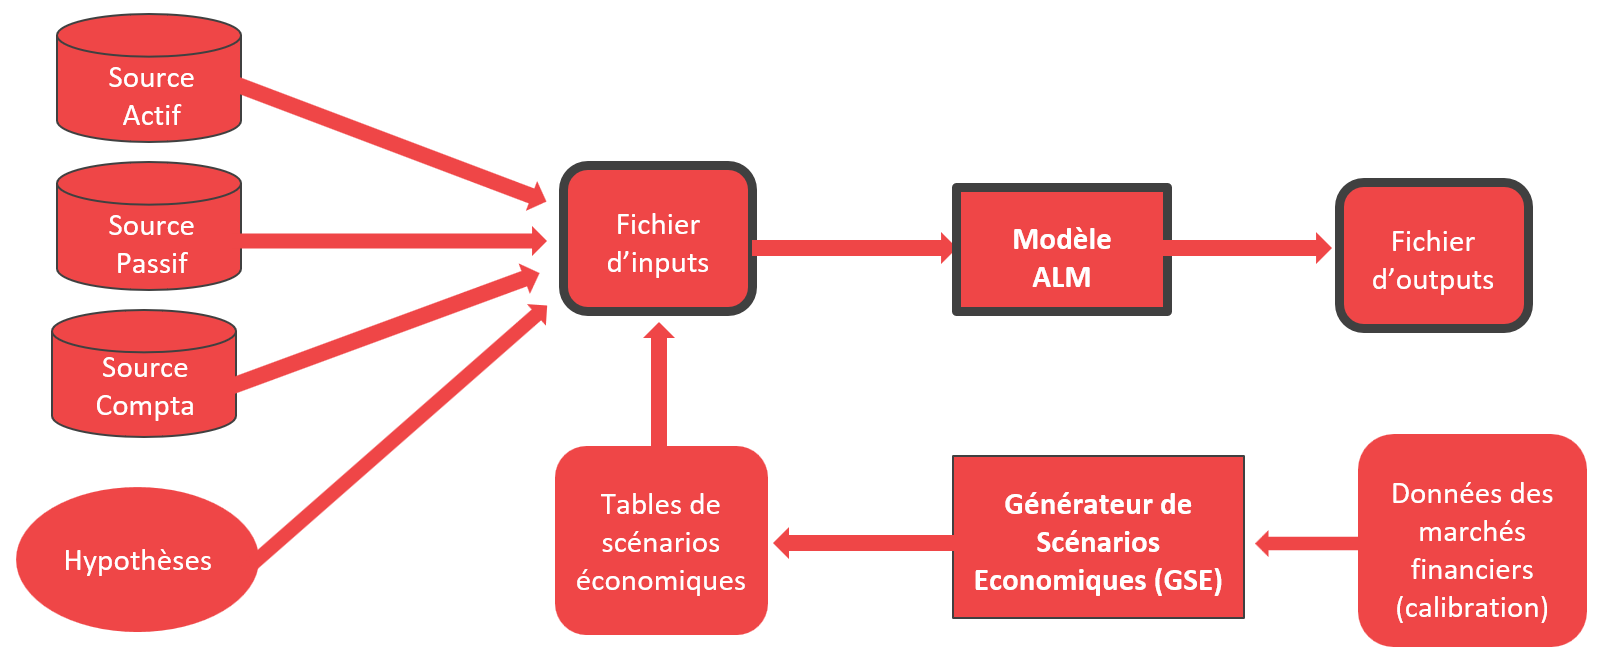 Source
Actif
Source
Passif
Source
Compta
Hypothèses
Fichier
d’inputs
Modèle
ALM
Fichier
d’outputs
Tables de
scénarios
économiques
Générateur de
Scénarios
Economiques (GSE)
Données des
marchés
financiers
(calibration)